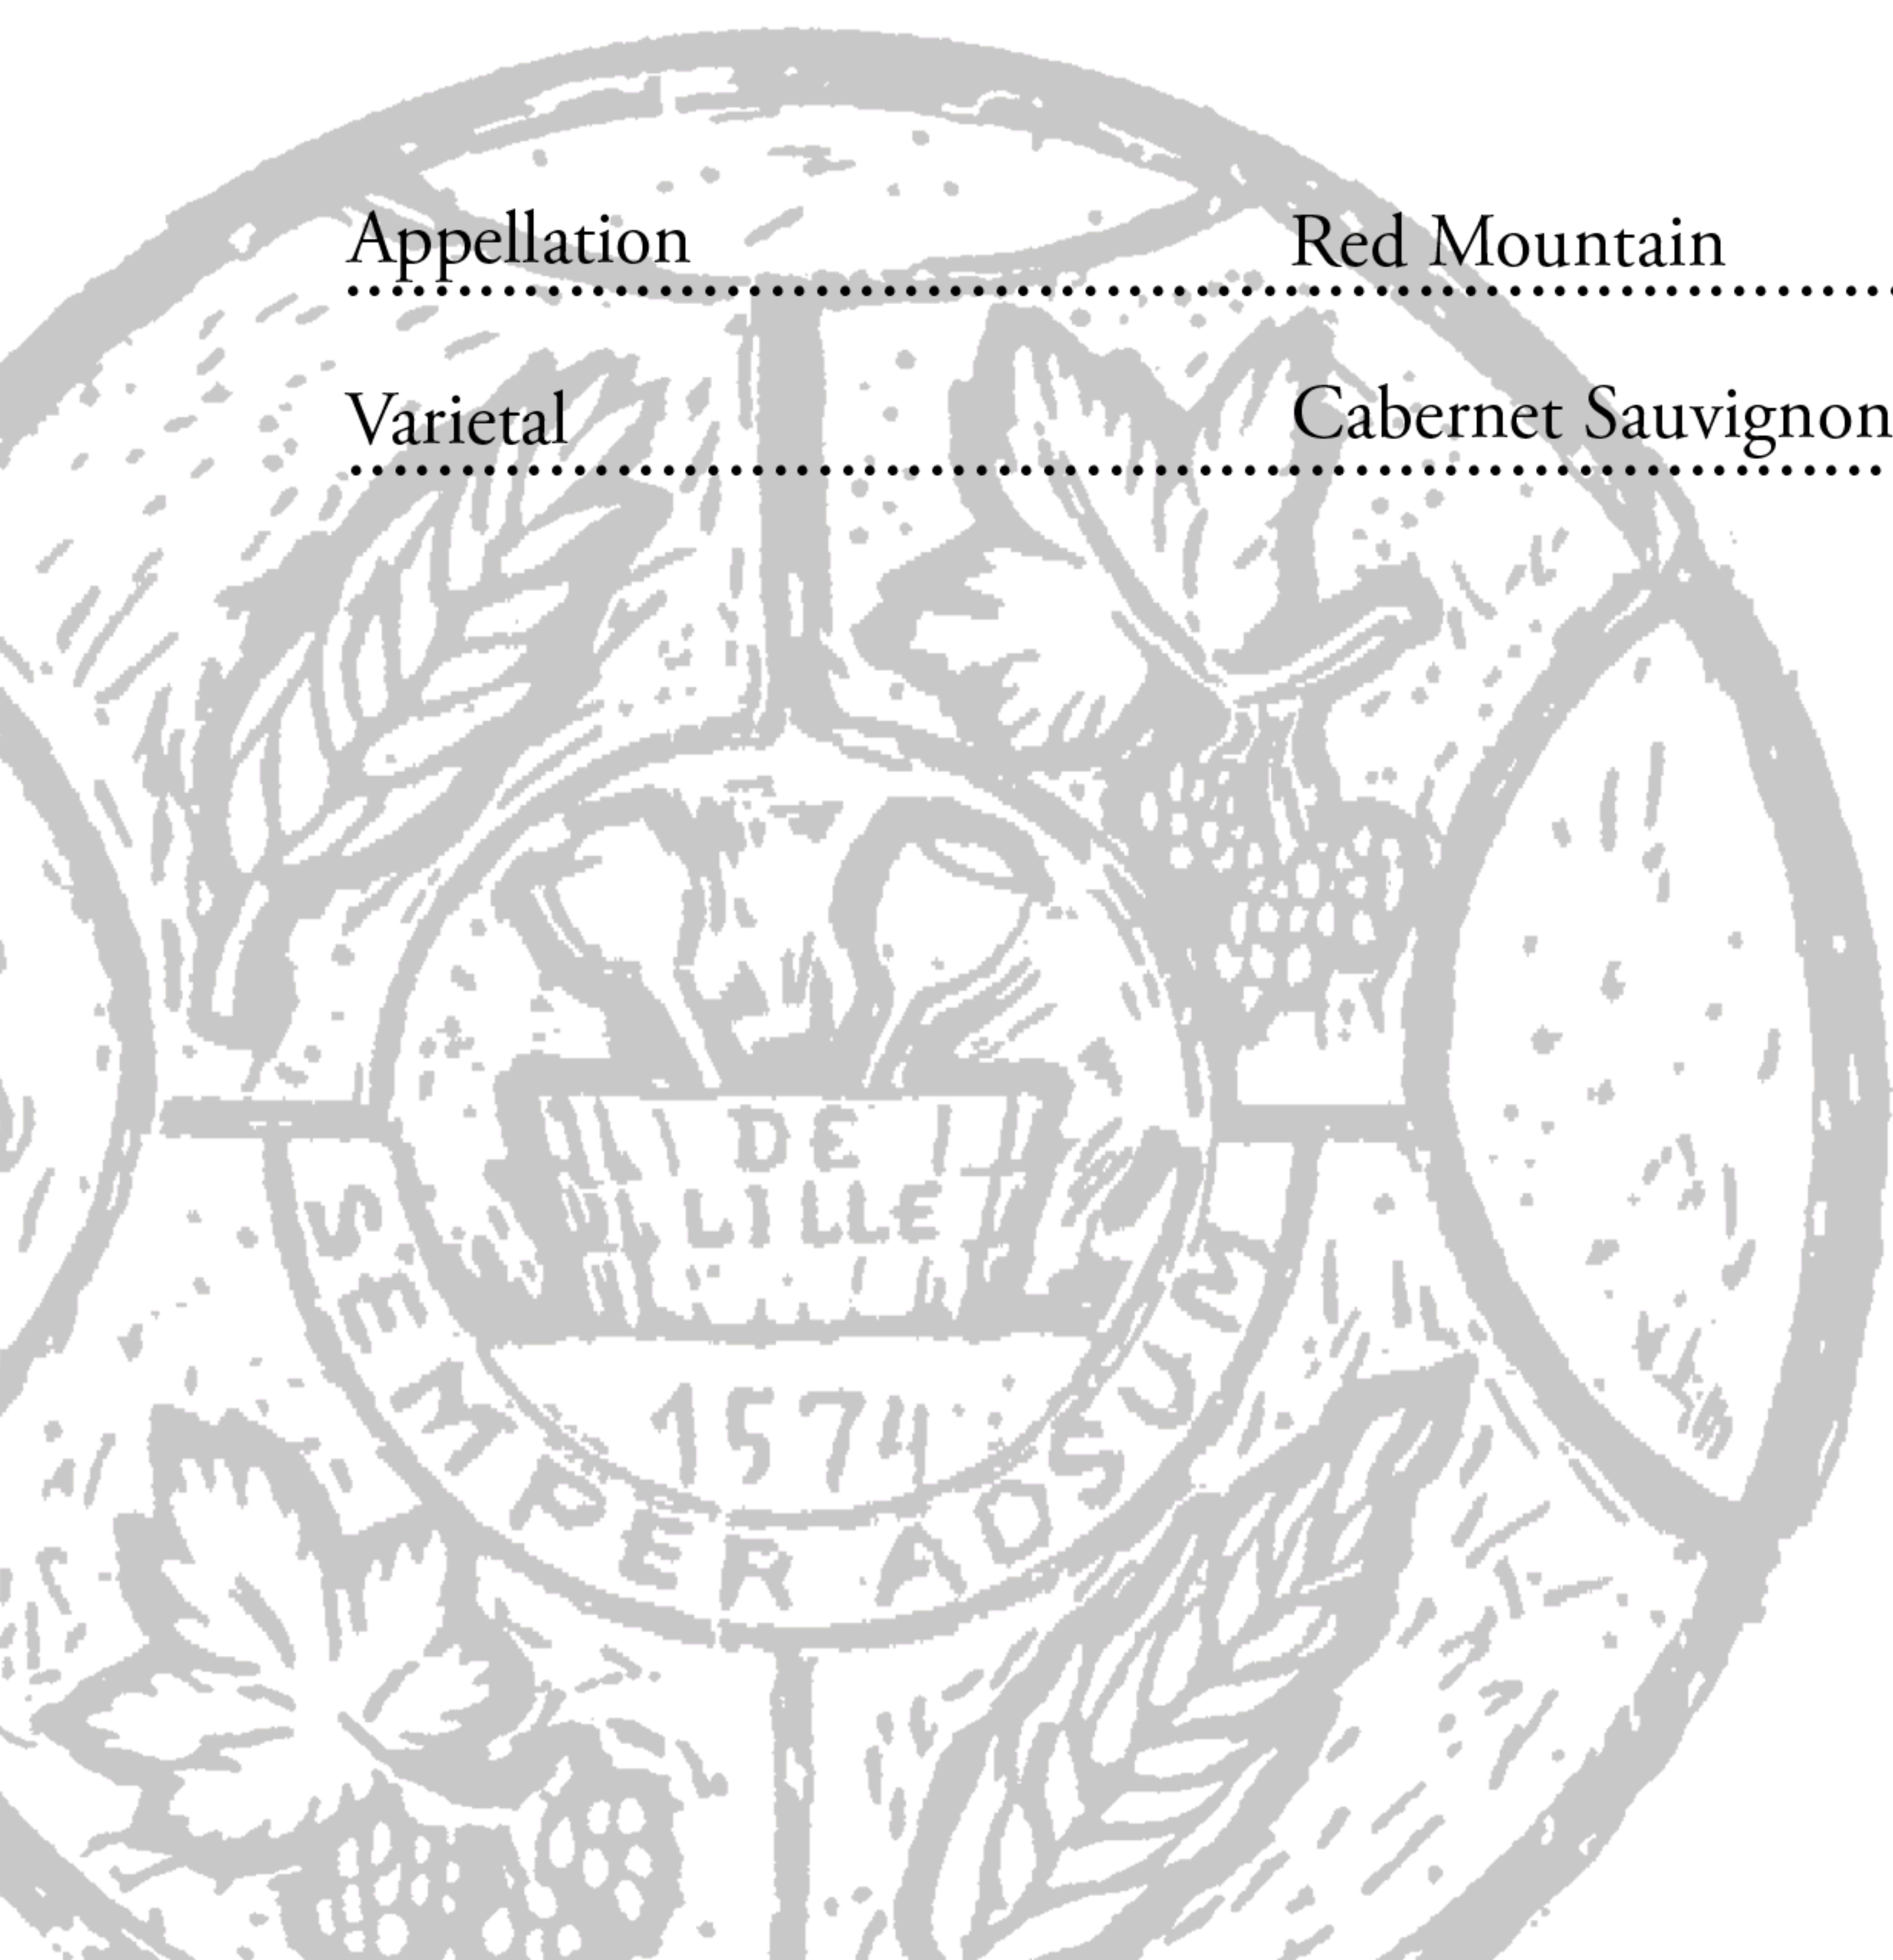 Appellation Red Mountain
Varietal Cabernet Sauvignon
DE
LILLE
1574
SEMPER ADSUM